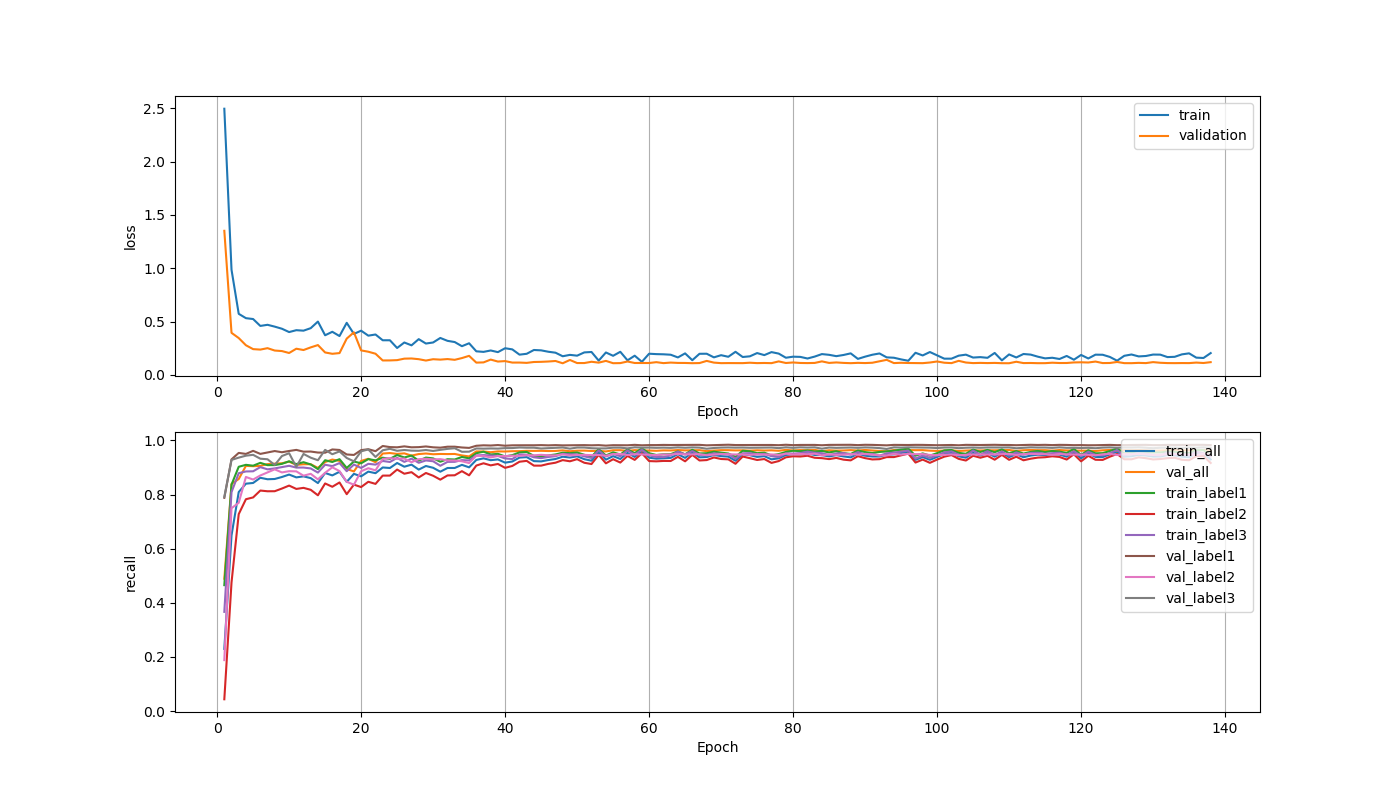 2.5
2.0
1.5
1.0
0.5
0.0
loss
train
validation
0 20 40 60 80 100 120 140
Epoch
1.0
0.8
0.6
0.4
0.2
0.0
recall
train_all
val_all
train_label1
train_label2
train_label3
val_label1
val_label2
val_label3
0 20 40 60 80 100 120 140
Epoch